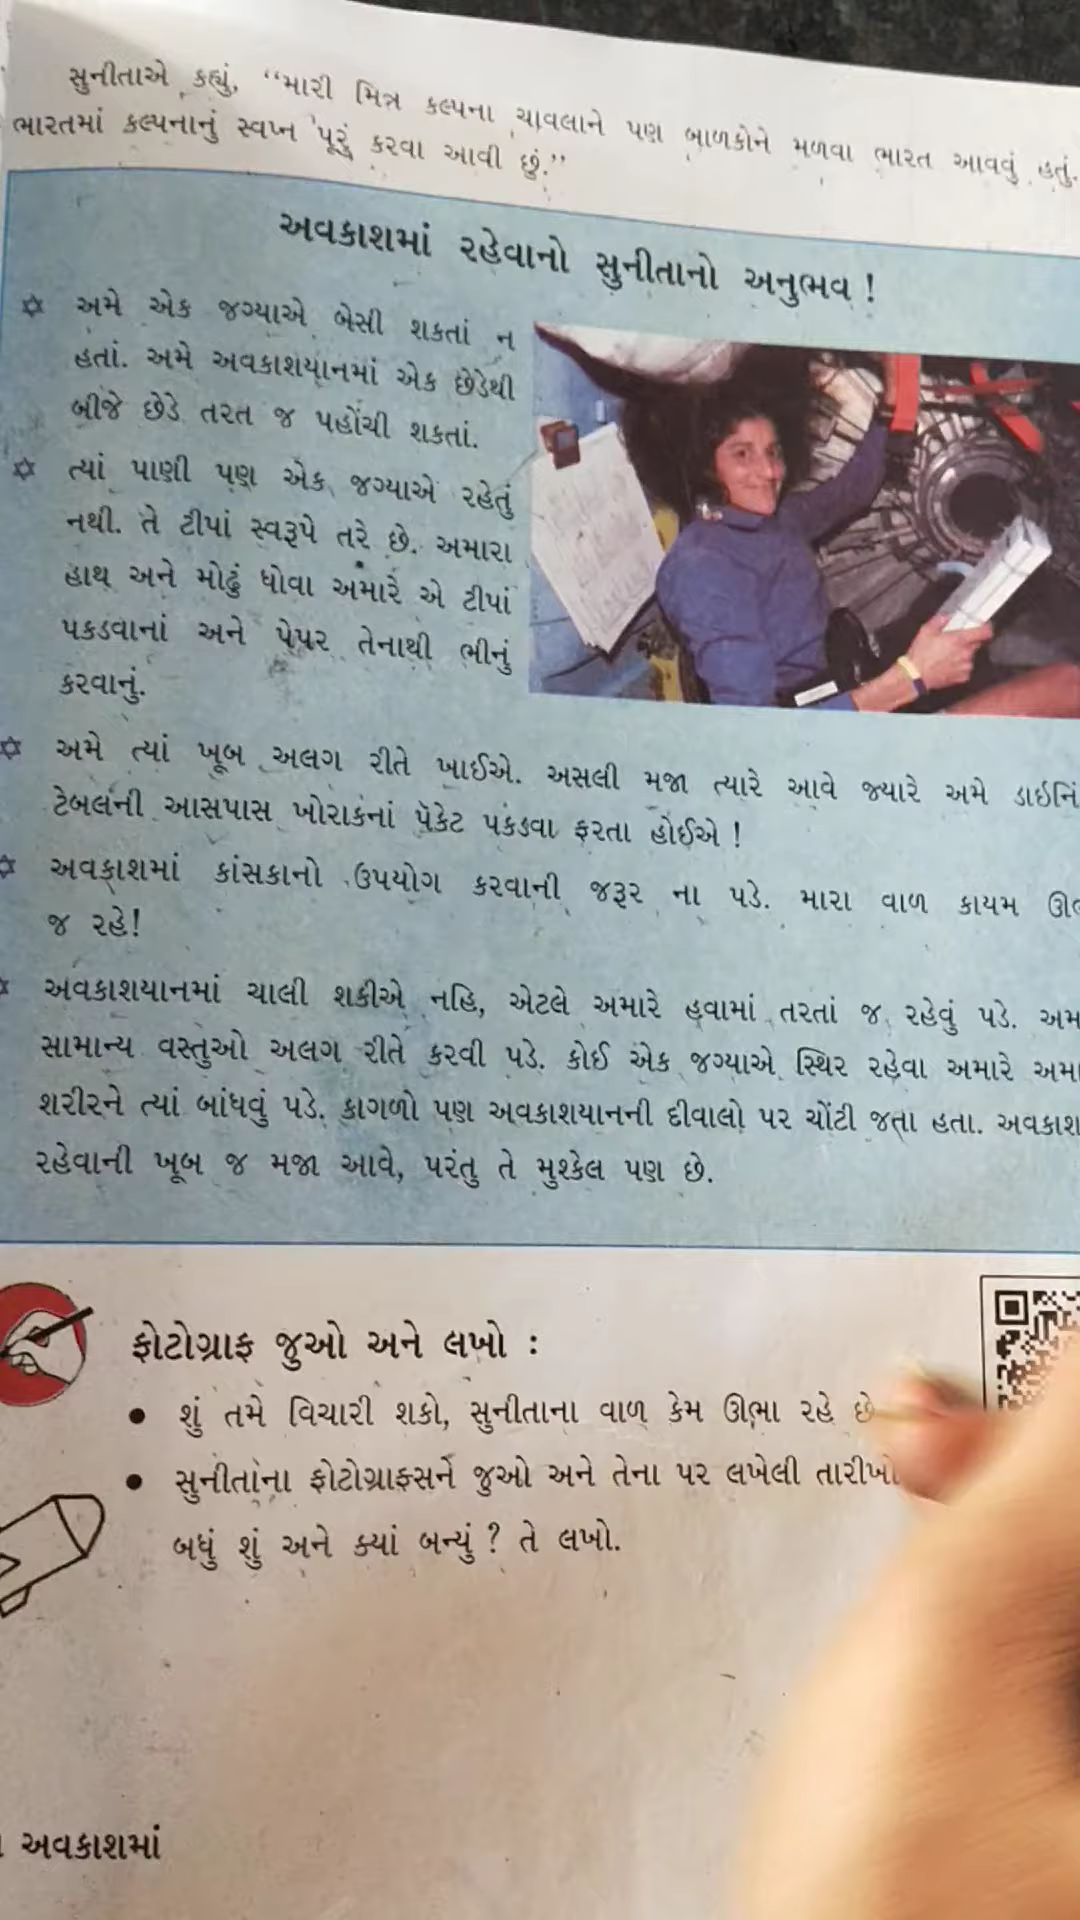 સુનીતાએ કહ્યું, “મારી મિત્ર કલ્પના ચાવલાને પણ બાળકોને મળવા ભારત આવવું હતું.
ભારતમાં કલ્પનાનું સ્વપ્ન પૂરું કરવા આવી છું.”
અવકાશમાં રહેવાનો સુનીતાનો અનુભવ !
અમે એક જગ્યાએ બેસી શકતાં ન
હતાં. અમે અવકાશયાનમાં એક છેડેથી
બીજે છેડે તરત જ પહોંચી શકતાં.
ત્યાં પાણી પણ એક જગ્યાએ રહેતું
નથી. તે ટીપાં સ્વરૂપે તરે છે. અમારા
હાથ અને મોઢું ધોવા અમારે એ ટીપાં
પકડવાનાં અને પેપર તેનાથી ભીનું
કરવાનું.
અમે ત્યાં ખૂબ અલગ રીતે ખાઈએ. અસલી મજા ત્યારે આવે જ્યારે અમે
ટેબલની આસપાસ ખોરાકનાં પૅકેટ પકડવા ફરતા હોઈએ !
અવકાશમાં કાંસકાનો ઉપયોગ કરવાની જરૂર ના પડે. મારા વાળ કાયમ
જ રહે!
અવકાશયાનમાં ચાલી શકીએ નહિ, એટલે અમારે હવામાં તરતાં જ રહેવું પડે.
સામાન્ય વસ્તુઓ અલગ રીતે કરવી પડે. કોઈ એક જગ્યાએ સ્થિર રહેવા અમારે
શરીરને ત્યાં બાંધવું પડે. કાગળો પણ અવકાશયાનની દીવાલો પર ચોંટી જતા હતા.
રહેવાની ખૂબ જ મજા આવે, પરંતુ તે મુશ્કેલ પણ છે.
ફોટોગ્રાફ જુઓ અને લખો :
• શું તમે વિચારી શકો, સુનીતાના વાળ કેમ ઊભા રહે છે
• સુનીતાના ફોટોગ્રાફ્સને જુઓ અને તેના પર લખેલી
બધું શું અને ક્યાં બન્યું ? તે લખો.
અવકાશમાં